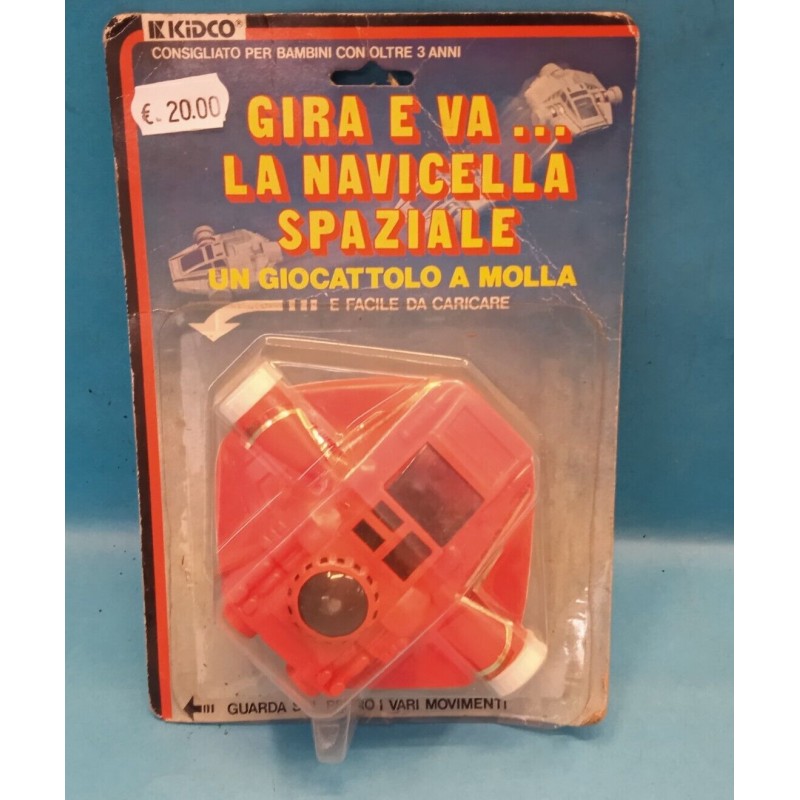 KiDCO®
CONSIGLIATO PER BAMBINI CON OLTRE 3 ANNI
€. 20.00
GIRA E VA ...
LA NAVICELLA
SPAZIALE
UN GIOCATTOLO A MOLLA
E FACILE DA CARICARE
GUARDA I VARI MOVIMENTI